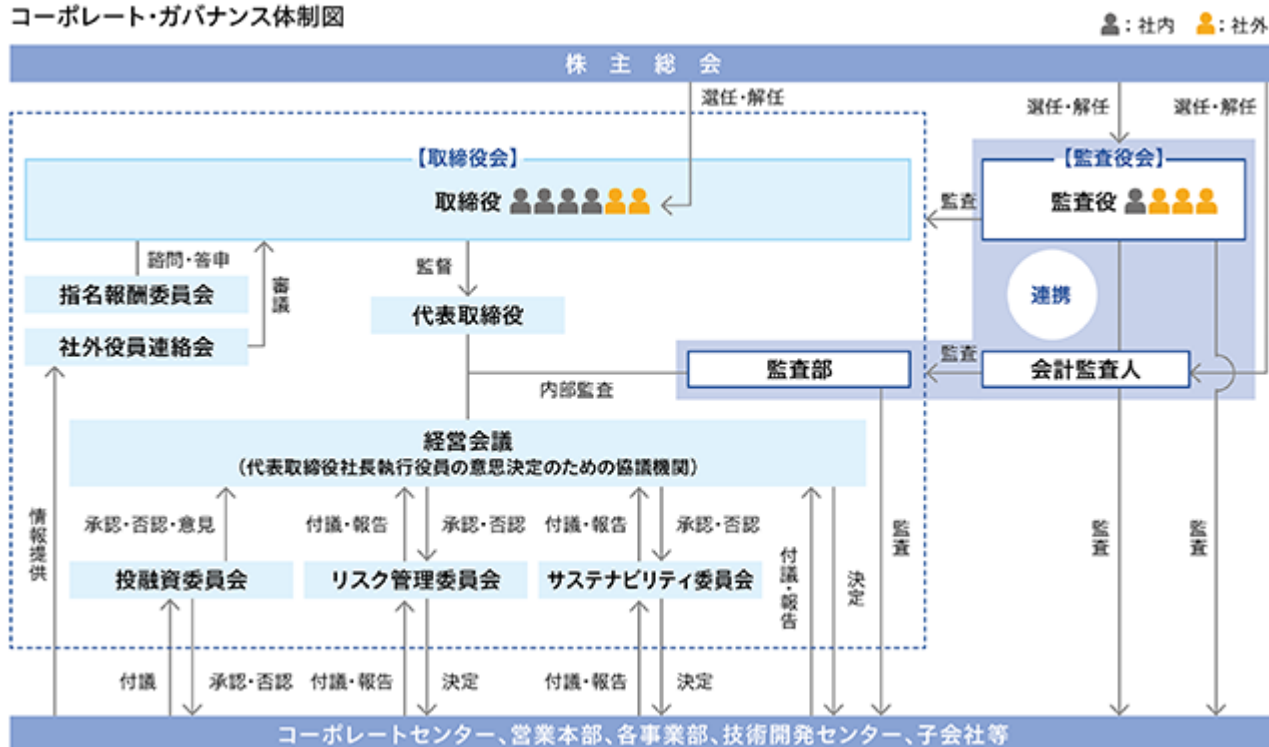 コーポレート・ガバナンス体制図
：社内 ：社外
株主総会
選任・解任
選任・解任
選任・解任
【取締役会】
取締役
【監査役会】
監査役
監査
諮問・答申
審議
監督
指名報酬委員会
社外役員連絡会
代表取締役
連携
監査部
監査
会計監査人
内部監査
経営会議
（代表取締役社長執行役員の意思決定のための協議機関）
情報提供
承認・否認・意見
付議・報告
承認・否認
付議・報告
承認・否認
付議・報告
決定
監査
監査
監査
投融資委員会
リスク管理委員会
サステナビリティ委員会
付議
承認・否認
付議・報告
決定
付議・報告
決定
コーポレートセンター、営業本部、各事業部、技術開発センター、子会社等